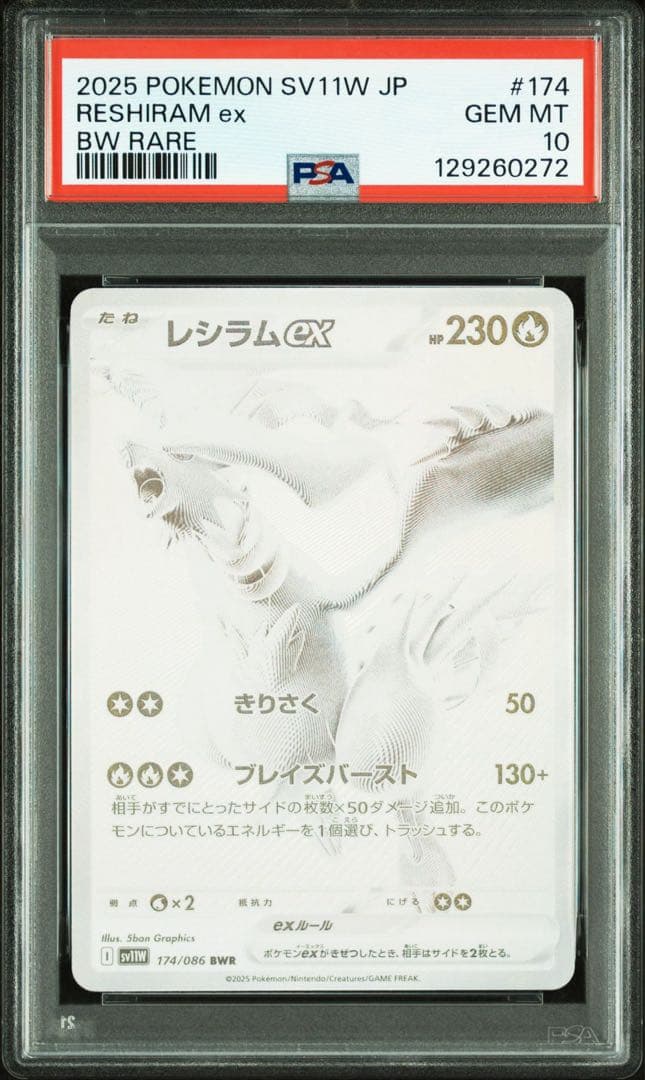 2025 POKEMON SV11W JP #174
RESHIRAM ex GEM MT
BW RARE 10
PSA 129260272
たね レシラムex HP 230
きりさく 50
ブレイズバースト 130+
相手がすでにとったサイドの枚数×50ダメージ追加。このポケ
モンについているエネルギーを1個選び、トラッシュする。
弱点 ×2 抵抗力 にげる
exルール
ポケモンexがきぜつしたとき、相手はサイドを2枚とる。
Illus. 5ban Graphics
I sv11W 174/086 BWR
©2025 Pokémon/Nintendo/Creatures/GAME FREAK.
PSA